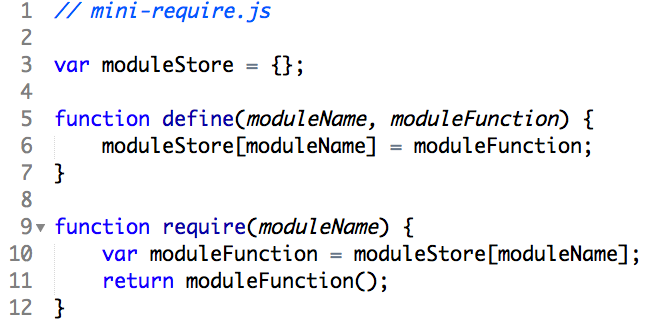 1 // mini-require.js
2
3 var moduleStore = {};
4
5 function define(moduleName, moduleFunction) {
6     moduleStore[moduleName] = moduleFunction;
7 }
8
9 function require(moduleName) {
10     var moduleFunction = moduleStore[moduleName];
11     return moduleFunction();
12 }